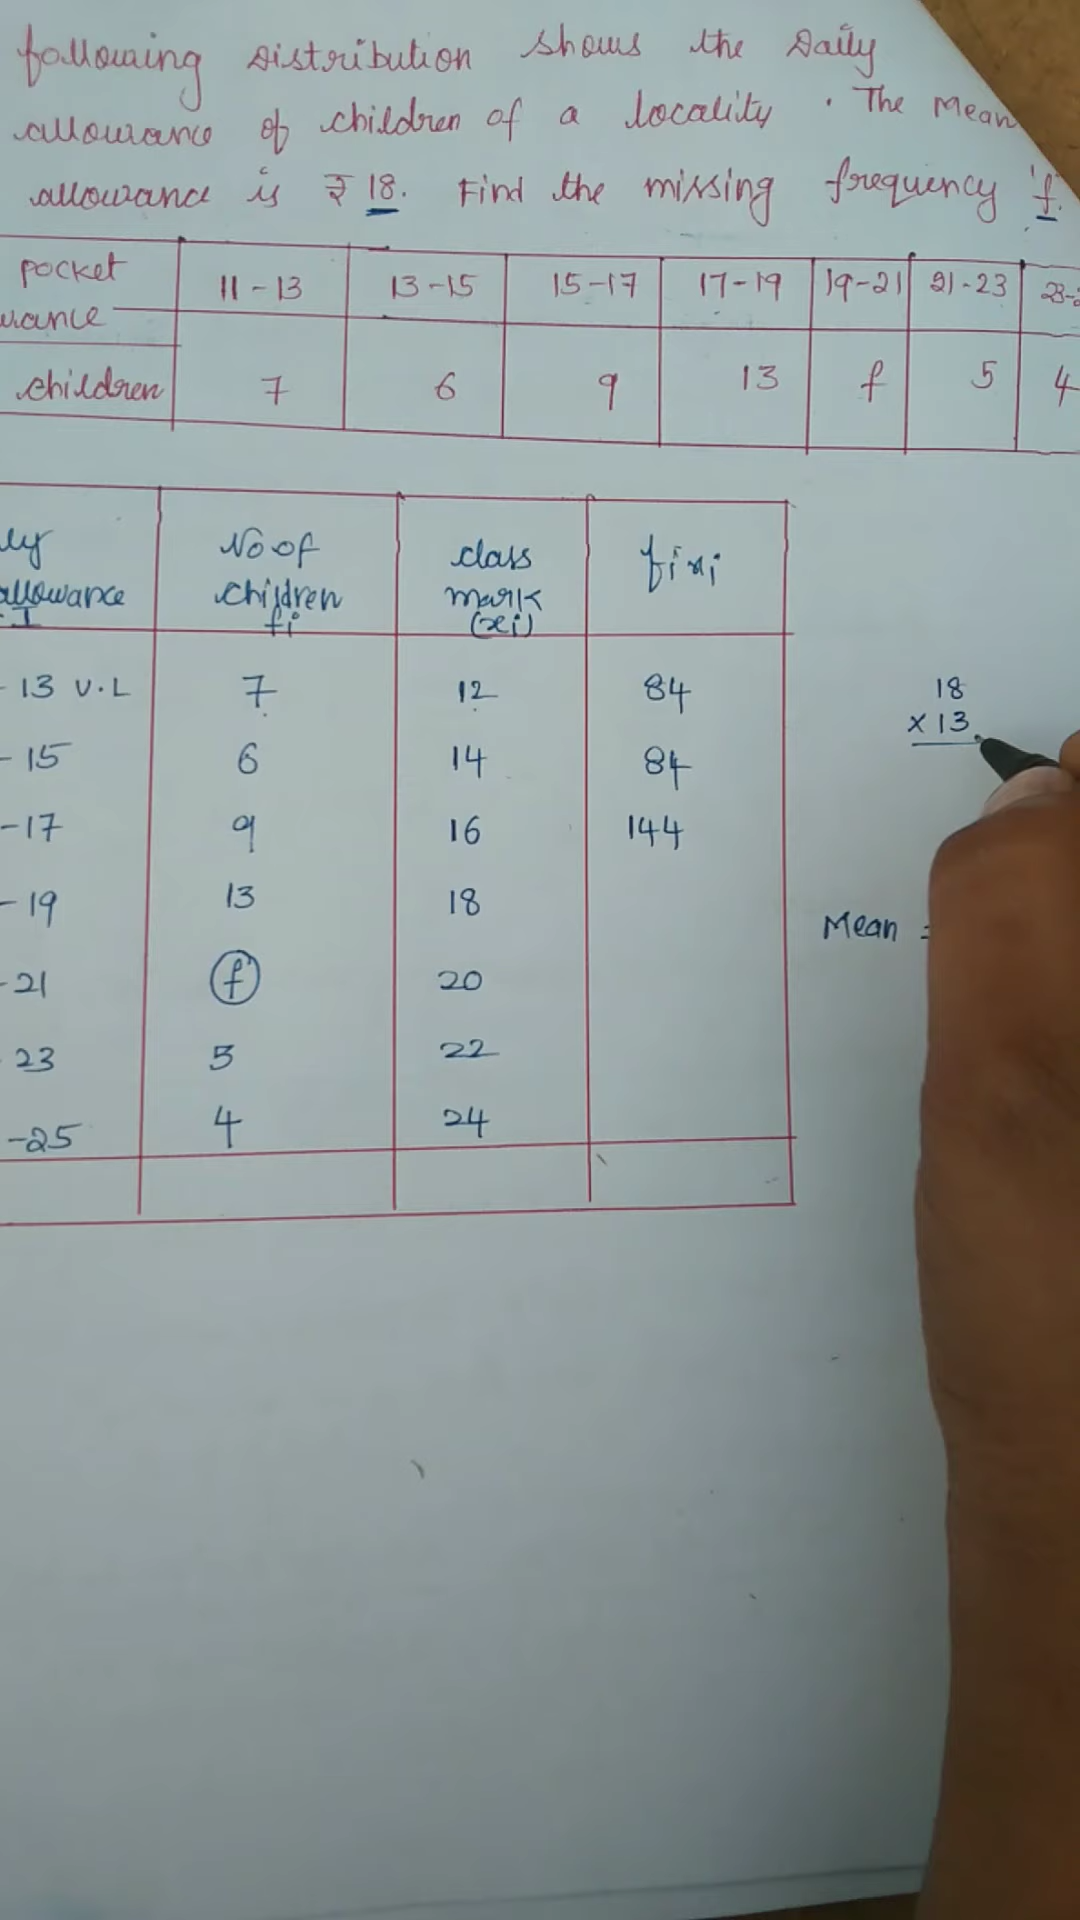 following distribution shows the Daily
allowance of children of a locality . The Mean
allowance is ₹ 18. Find the missing frequency 'f'.
pocket 11-13 13-15 15-17 17-19 19-21 21-23
children 7 6 9 13 f 5 4
No of children fi class mark (xi) fixi
allowance
- 13 U.L 7 12 84
- 15 6 14 84
-17 9 16 144
- 19 13 18
-21 f 20
23 5 22
-25 4 24
18
× 13
Mean =